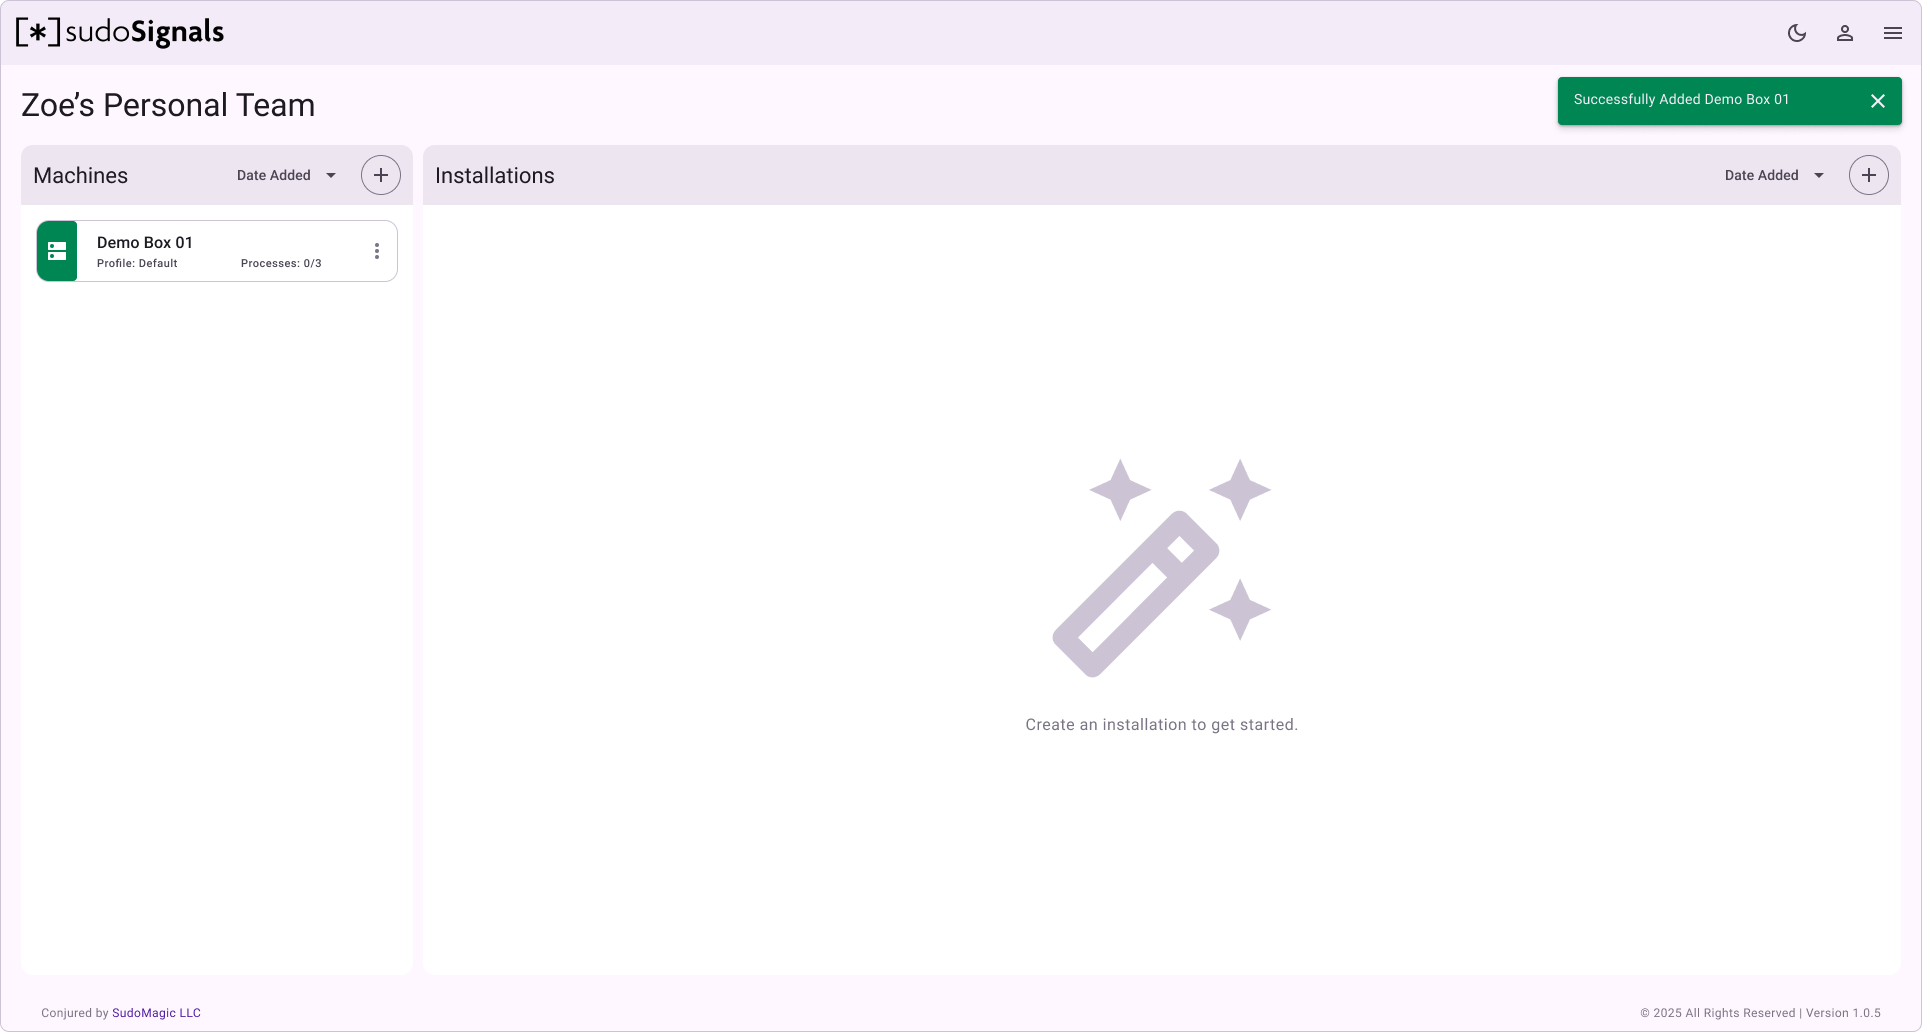 [*] sudoSignals
Zoe’s Personal Team
Successfully Added Demo Box 01
Machines
Date Added
Installations
Date Added
Demo Box 01
Profile: Default
Processes: 0/3
Create an installation to get started.
Conjured by SudoMagic LLC
© 2025 All Rights Reserved | Version 1.0.5